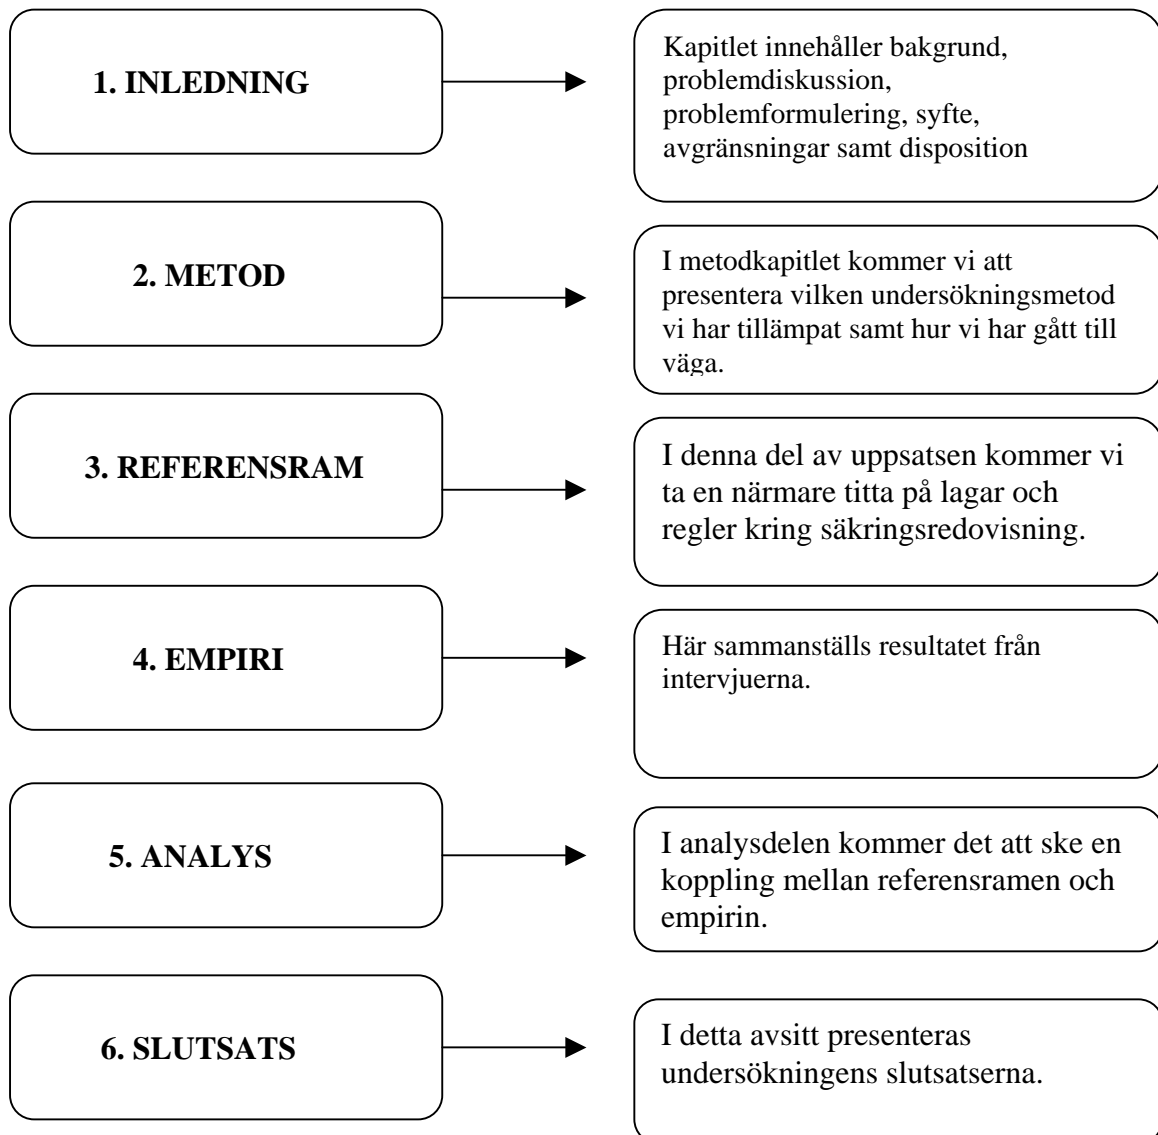 1. INLEDNING
Kapitlet innehåller bakgrund,
problemdiskussion,
problemformulering, syfte,
avgränsningar samt disposition
2. METOD
I metodkapitlet kommer vi att
presentera vilken undersökningsmetod
vi har tillämpat samt hur vi har gått till
väga.
3. REFERENSRAM
I denna del av uppsatsen kommer vi
ta en närmare titta på lagar och
regler kring säkringsredovisning.
4. EMPIRI
Här sammanställs resultatet från
intervjuerna.
5. ANALYS
I analysdelen kommer det att ske en
koppling mellan referensramen och
empirin.
6. SLUTSATS
I detta avsitt presenteras
undersökningens slutsatserna.